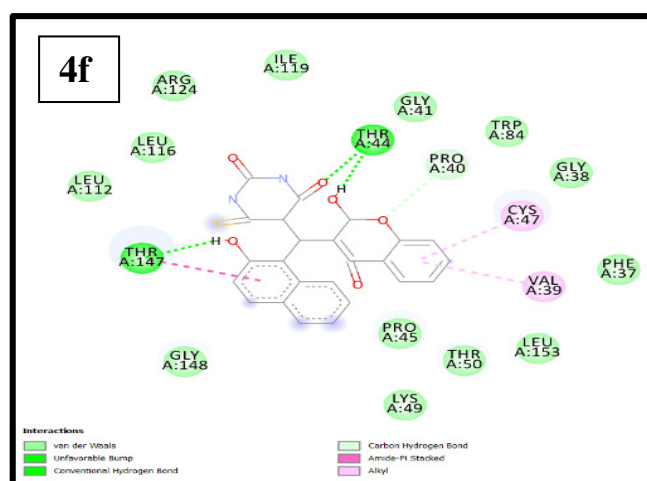 4f
ILE
A:119
ARG
A:124
GLY
A:41
THR
A:44
TRP
A:84
LEU
A:116
PRO
A:40
GLY
A:38
LEU
A:112
H
CYS
A:47
H
THR
A:147
PHE
A:37
VAL
A:39
PRO
A:45
LEU
A:153
THR
A:50
GLY
A:148
LYS
A:49
Interactions
van der Waals
Unfavorable Bump
Conventional Hydrogen Bond
Carbon Hydrogen Bond
Amide-Pi Stacked
Alkyl